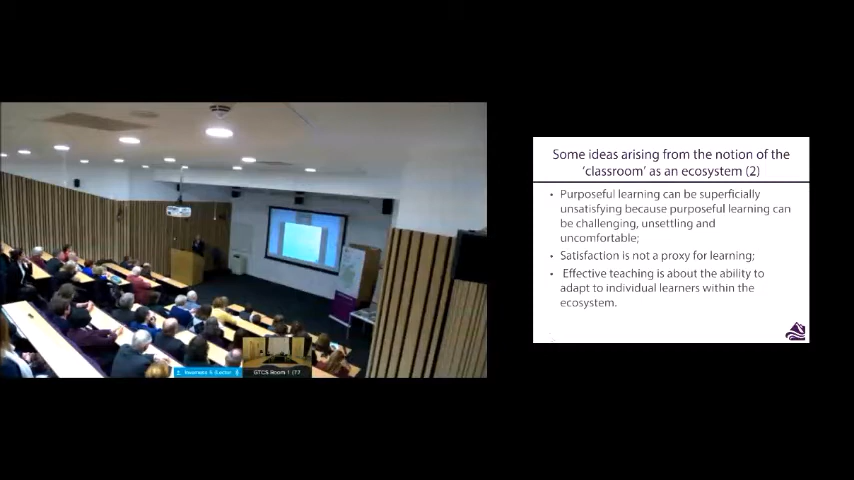 Some ideas arising from the notion of the
'classroom' as an ecosystem (2)
• Purposeful learning can be superficially
unsatisfying because purposeful learning can
be challenging, unsettling and
uncomfortable;
• Satisfaction is not a proxy for learning;
• Effective teaching is about the ability to
adapt to individual learners within the
ecosystem.
GTCS Room 1 (77